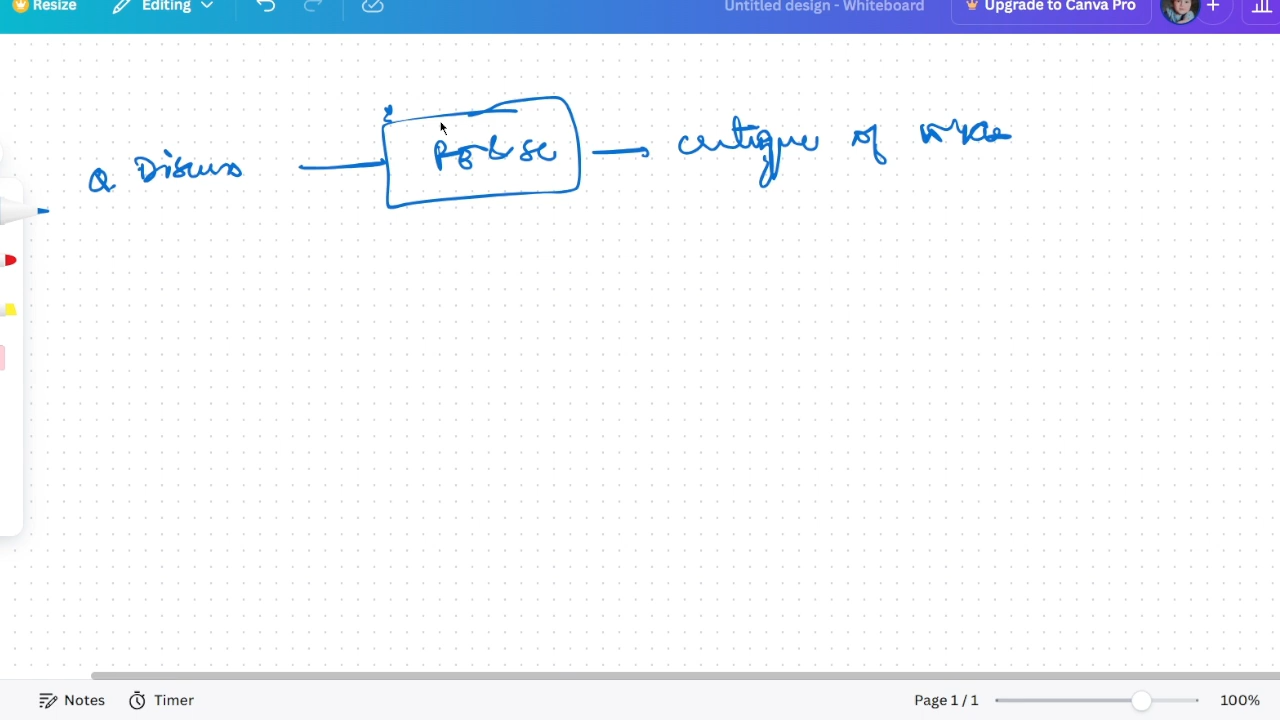 Resize Editing Untitled design - Whiteboard Upgrade to Canva Pro
Q Discuss → → critique of
Notes Timer Page 1 / 1 100%